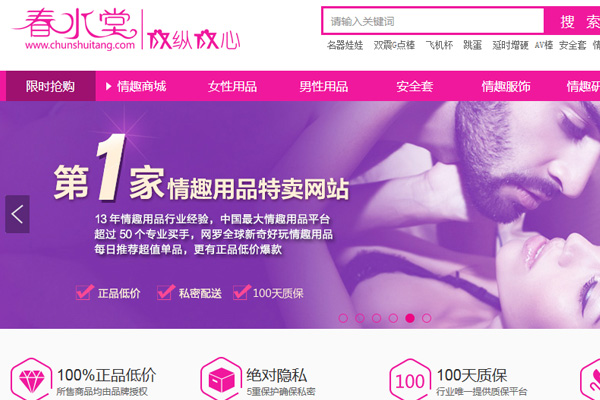 春水堂
www.chunshuitang.com
放纵放心
请输入关键词
搜 索
名器娃娃 双震G点棒 飞机杯 跳蛋 延时增硬 AV棒 安全套
限时抢购 情趣商城 女性用品 男性用品 安全套 情趣服饰 情趣研
第1家情趣用品特卖网站
13 年情趣用品行业经验，中国最大情趣用品平台
超过 50 个专业买手，网罗全球新奇好玩情趣用品
每日推荐超值单品，更有正品低价爆款
正品低价 私密配送 100天质保
100%正品低价
所售商品均由品牌授权
绝对隐私
5重保护确保私密
100
100天质保
行业唯一提供质保平台